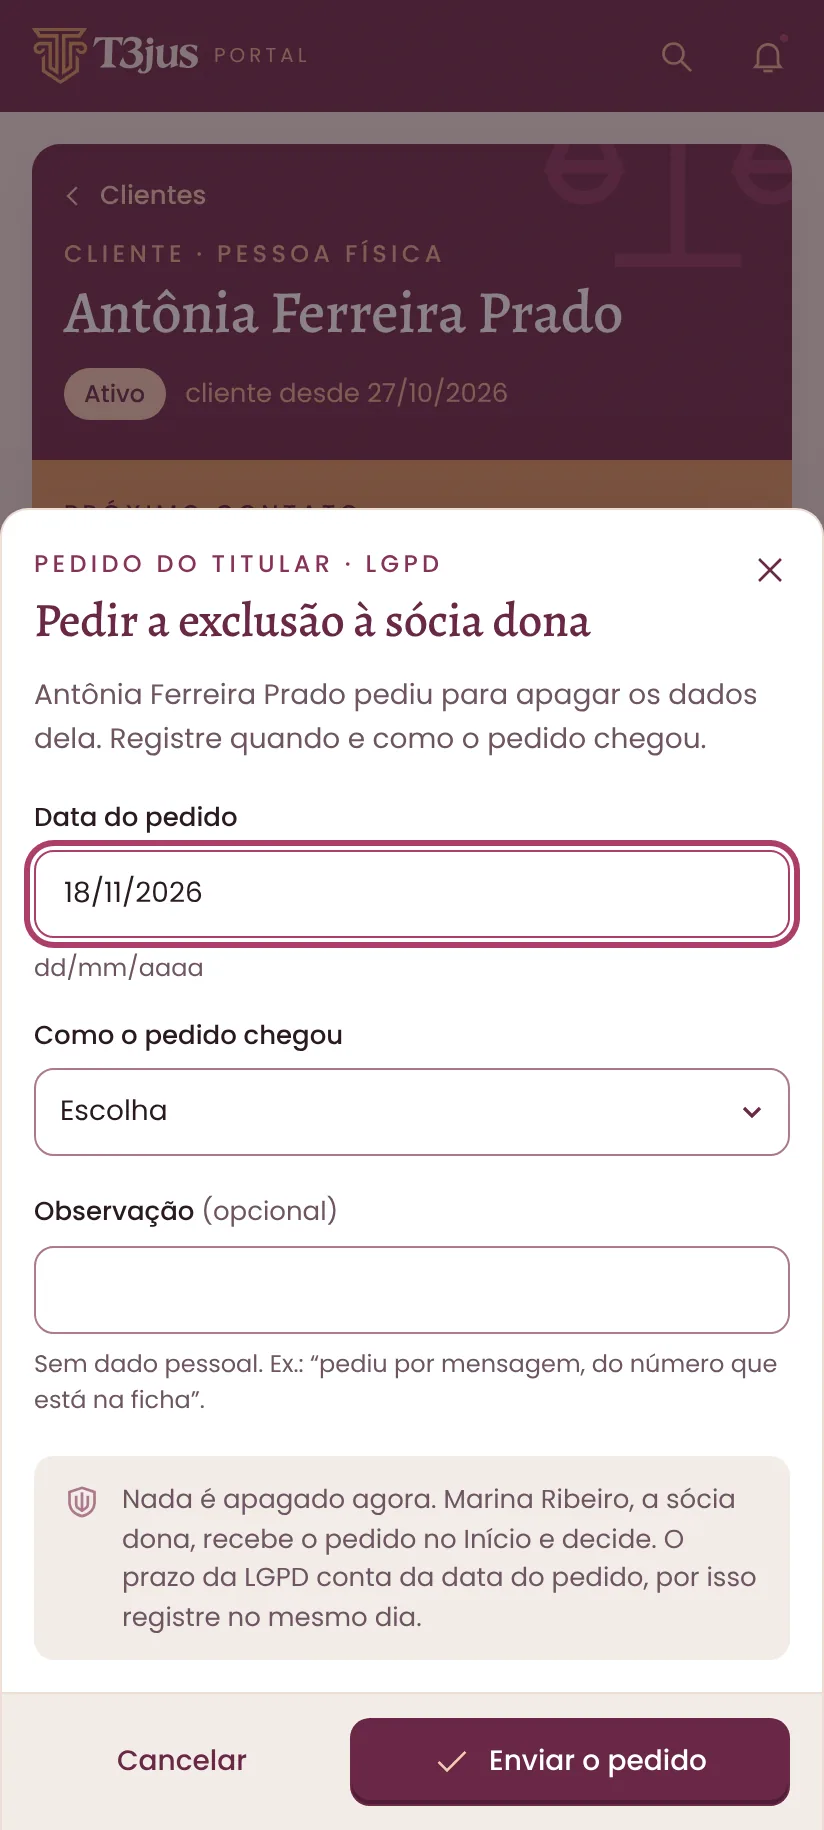 T3jus PORTAL
Clientes
CLIENTE · PESSOA FÍSICA
Antônia Ferreira Prado
Ativo cliente desde 27/10/2026
PRÓXIMO CONTATO
PEDIDO DO TITULAR · LGPD
Pedir a exclusão à sócia dona
Antônia Ferreira Prado pediu para apagar os dados
dela. Registre quando e como o pedido chegou.
Data do pedido
18/11/2026
dd/mm/aaaa
Como o pedido chegou
Escolha
Observação (opcional)
Sem dado pessoal. Ex.: “pediu por mensagem, do número que
está na ficha”.
Nada é apagado agora. Marina Ribeiro, a sócia
dona, recebe o pedido no Início e decide. O
prazo da LGPD conta da data do pedido, por isso
registre no mesmo dia.
Cancelar
Enviar o pedido